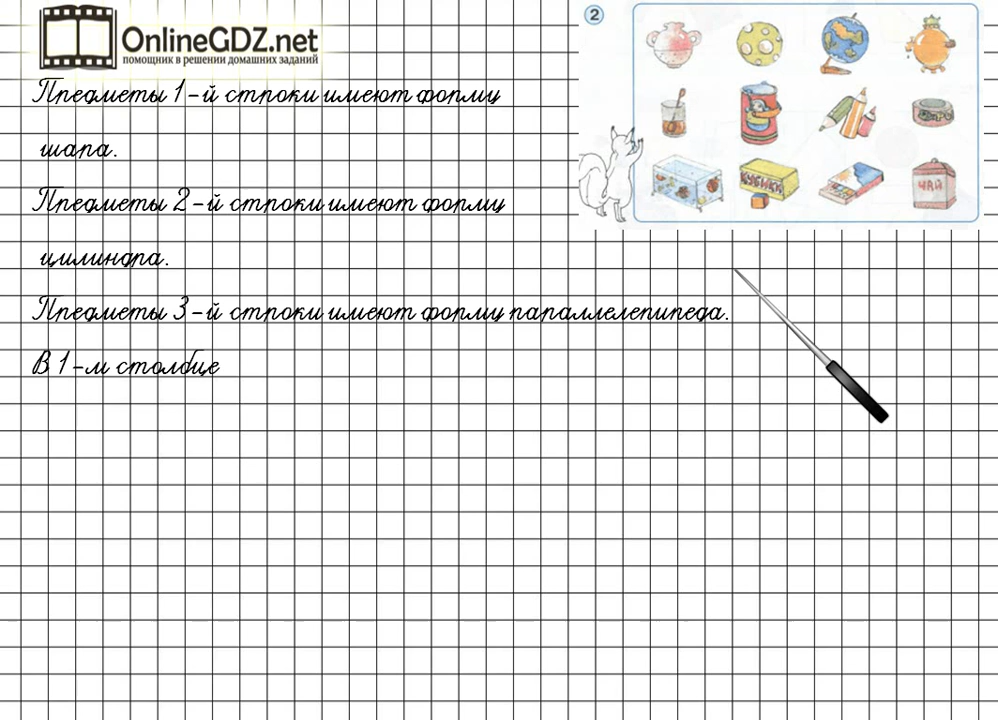 OnlineGDZ.net
помощник в решении домашних заданий
Предметы 1-й строки имеют форму
шара.
Предметы 2-й строки имеют форму
цилиндра.
Предметы 3-й строки имеют форму параллелепипеда.
В 1-м столбце
2
КУБИКИ
ЧАЙ